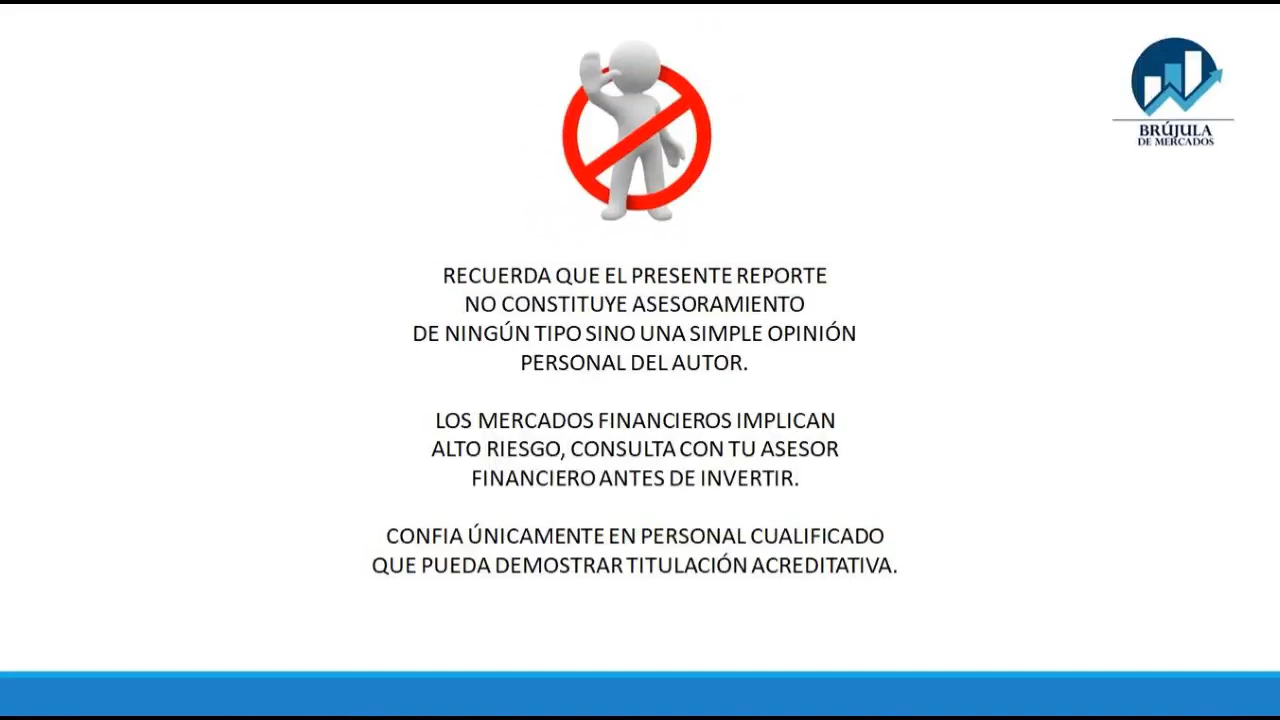 BRÚJULA
DE MERCADOS
RECUERDA QUE EL PRESENTE REPORTE
NO CONSTITUYE ASESORAMIENTO
DE NINGÚN TIPO SINO UNA SIMPLE OPINIÓN
PERSONAL DEL AUTOR.
LOS MERCADOS FINANCIEROS IMPLICAN
ALTO RIESGO, CONSULTA CON TU ASESOR
FINANCIERO ANTES DE INVERTIR.
CONFIA ÚNICAMENTE EN PERSONAL CUALIFICADO
QUE PUEDA DEMOSTRAR TITULACIÓN ACREDITATIVA.